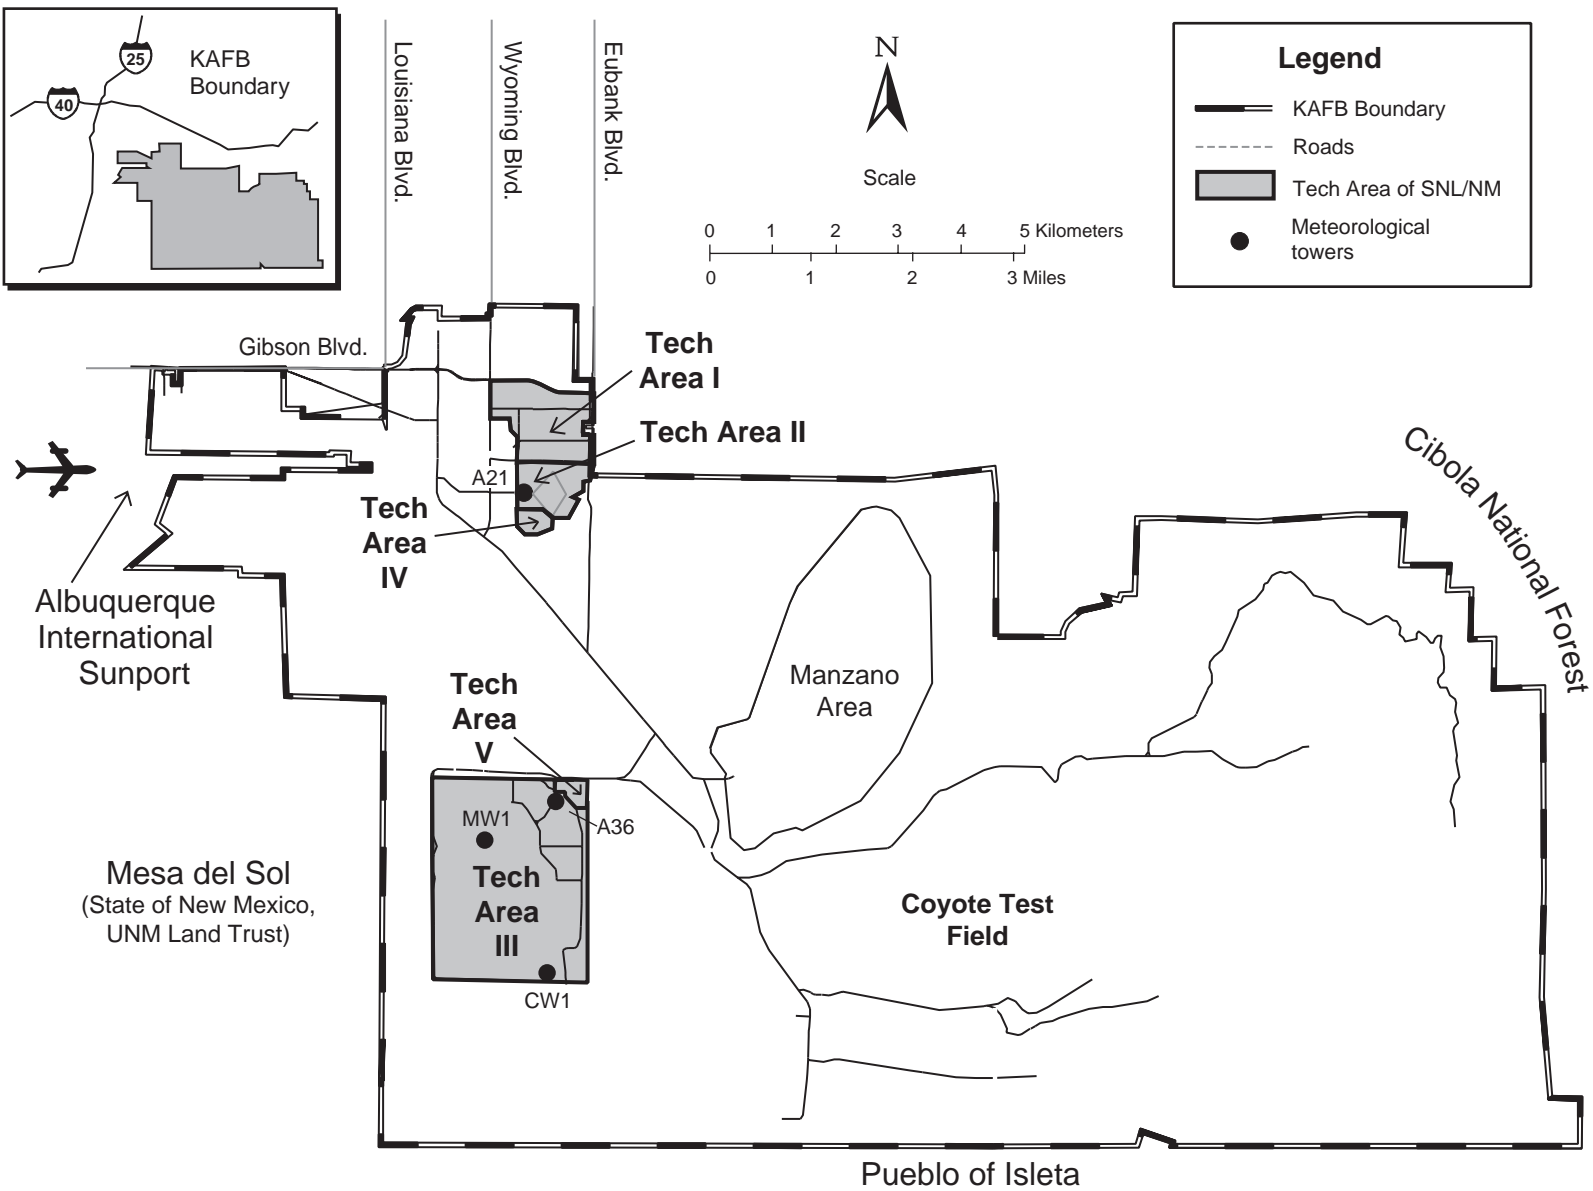 25
KAFB
Boundary
40
Louisiana Blvd.
Wyoming Blvd.
Eubank Blvd.
N
Scale
0 1 2 3 4 5 Kilometers
0 1 2 3 Miles
Legend
KAFB Boundary
Roads
Tech Area of SNL/NM
Meteorological
towers
Gibson Blvd.
Tech
Area I
Tech Area II
A21
Tech
Area
IV
Albuquerque
International
Sunport
Cibola National Forest
Manzano
Area
Tech
Area
V
MW1
A36
Tech
Area
III
CW1
Mesa del Sol
(State of New Mexico,
UNM Land Trust)
Coyote Test
Field
Pueblo of Isleta